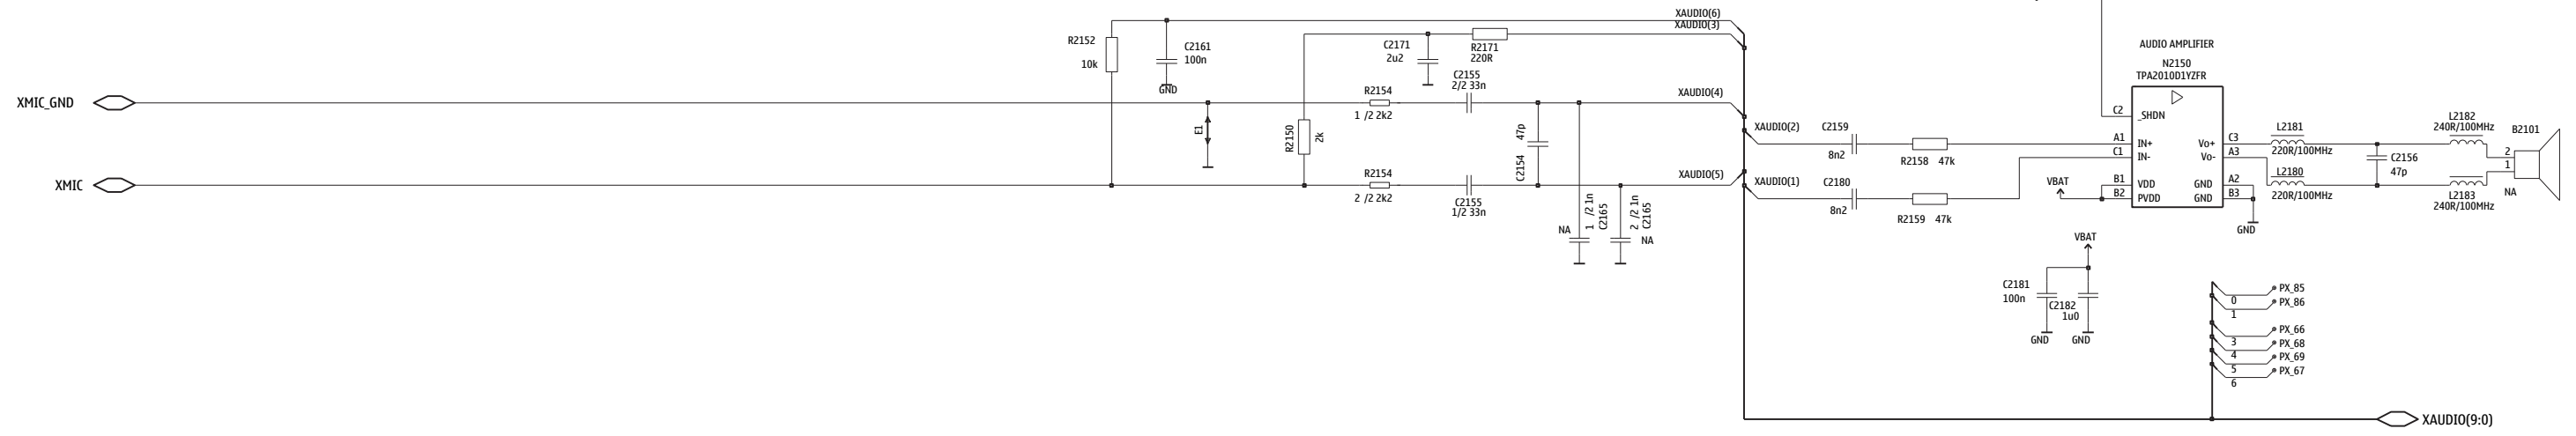 XAUDIO(6)
XAUDIO(3)
R2152
10k
C2161
100n
GND
C2171
2u2
R2171
220R
AUDIO AMPLIFIER
N2150
TPA2010D1YZFR
XMIC_GND
R2154
1 /2 2k2
C2155
2/2 33n
XAUDIO(4)
E1
R2150
2k
47p
C2154
XMIC
R2154
2 /2 2k2
C2155
1/2 33n
XAUDIO(5)
NA
1 /2 1n
C2165
2 /2 1n
C2165
NA
XAUDIO(2)
C2159
8n2
R2158 47k
XAUDIO(1)
C2180
8n2
R2159 47k
C2
_SHDN
A1
IN+
C1
IN-
B1
VDD
B2
PVDD
VBAT
Vo+
C3
Vo-
A3
GND
A2
GND
B3
GND
L2181
220R/100MHz
L2180
220R/100MHz
C2156
47p
L2182
240R/100MHz
L2183
240R/100MHz
B2101
2
1
NA
VBAT
C2181
100n
C2182
1u0
GND
GND
PX_85
0
PX_86
1
PX_66
3
PX_68
4
PX_69
5
PX_67
6
XAUDIO(9:0)